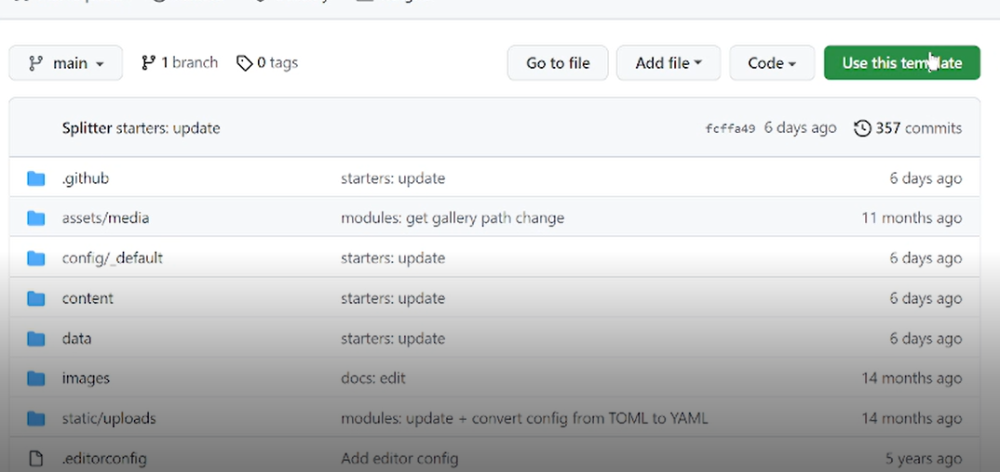 main 1 branch 0 tags Go to file Add file Code Use this template
Splitter starters: update fcffa49 6 days ago 357 commits
.github starters: update 6 days ago
assets/media modules: get gallery path change 11 months ago
config/_default starters: update 6 days ago
content starters: update 6 days ago
data starters: update 6 days ago
images docs: edit 14 months ago
static/uploads modules: update + convert config from TOML to YAML 14 months ago
.editorconfig Add editor config 5 years ago